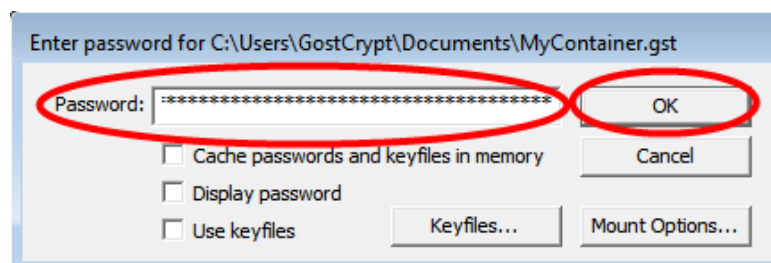 Enter password for C:\Users\GostCrypt\Documents\MyContainer.gst
Password: **************************************** OK
Cache passwords and keyfiles in memory Cancel
Display password
Use keyfiles Keyfiles... Mount Options...